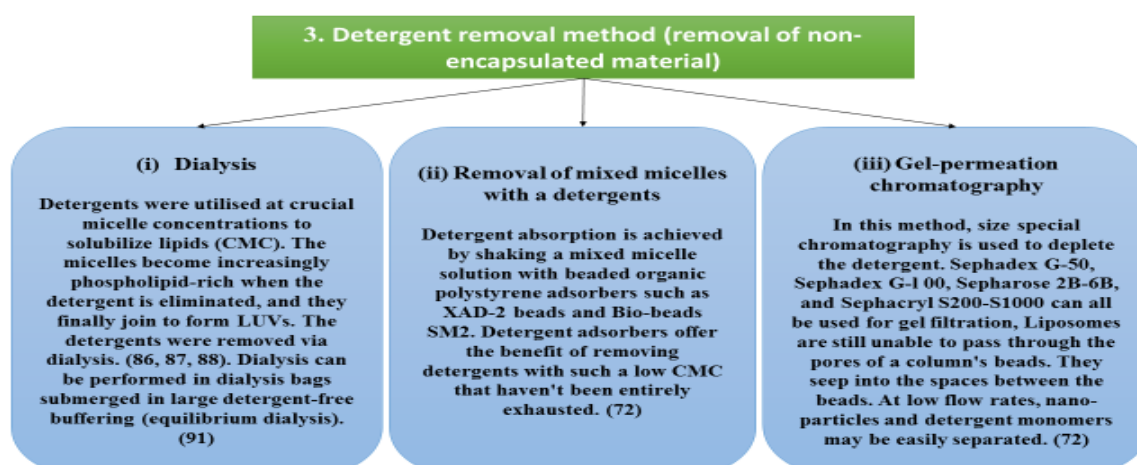 3. Detergent removal method (removal of non-
encapsulated material)
(i) Dialysis
Detergents were utilised at crucial
micelle concentrations to
solubilize lipids (CMC). The
micelles become increasingly
phospholipid-rich when the
detergent is eliminated, and they
finally join to form LUVs. The
detergents were removed via
dialysis. (86, 87, 88). Dialysis can
be performed in dialysis bags
submerged in large detergent-free
buffering (equilibrium dialysis).
(91)
(ii) Removal of mixed micelles
with a detergents
Detergent absorption is achieved
by shaking a mixed micelle
solution with beaded organic
polystyrene adsorbers such as
XAD-2 beads and Bio-beads
SM2. Detergent adsorbers offer
the benefit of removing
detergents with such a low CMC
that haven't been entirely
exhausted. (72)
(iii) Gel-permeation
chromatography
In this method, size special
chromatography is used to deplete
the detergent. Sephadex G-50,
Sephadex G-l 00, Sepharose 2B-6B,
and Sephacryl S200-S1000 can all
be used for gel filtration, Liposomes
are still unable to pass through the
pores of a column's beads. They
seep into the spaces between the
beads. At low flow rates, nano-
particles and detergent monomers
may be easily separated. (72)